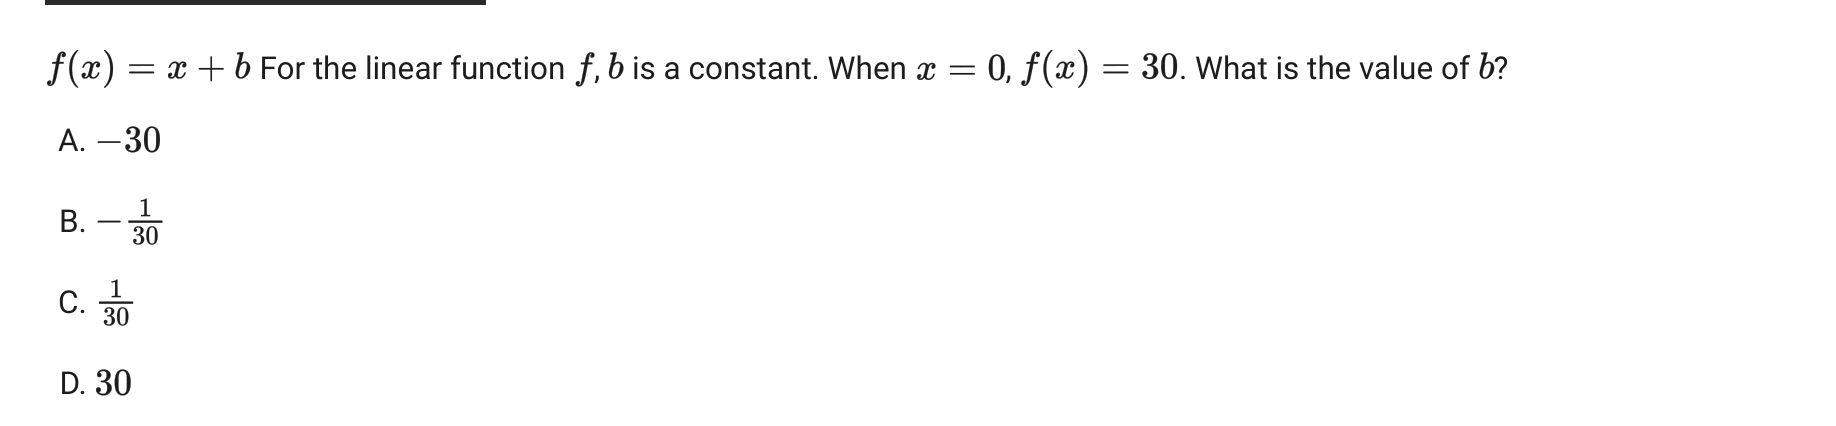 f(x) = x + b For the linear function f, b is a constant. When x = 0, f(x) = 30. What is the value of b?
A. −30
B. −1/30
C. 1/30
D. 30